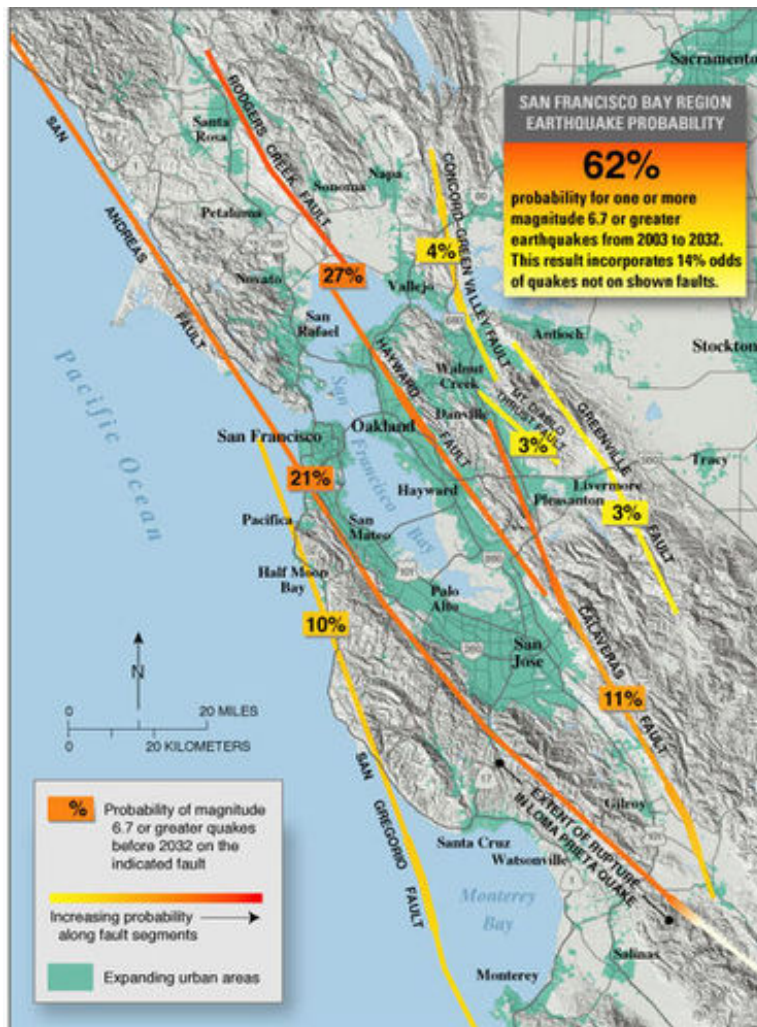 Sacramento
SAN FRANCISCO BAY REGION
EARTHQUAKE PROBABILITY
62%
probability for one or more
magnitude 6.7 or greater
earthquakes from 2003 to 2032.
This result incorporates 14% odds
of quakes not on shown faults.
SAN
ANDREAS
FAULT
RODGERS
CREEK
FAULT
Santa
Rosa
Sonoma
Napa
Petaluma
CONCORD–GREEN VALLEY FAULT
4%
27%
Novato
Vallejo
San
Rafael
HAYWARD
FAULT
680
Antioch
Stockton
Walnut
Creek
MT. DIABLO
THRUST FAULT
Danville
3%
GREENVILLE
FAULT
Pacific Ocean
San Francisco Bay
San Francisco
Oakland
21%
Hayward
Livermore
Pleasanton
580
Tracy
3%
Pacifica
San
Mateo
Half Moon
Bay
101
Palo
Alto
10%
280
San
Jose
CALAVERAS
FAULT
11%
N
0
20 MILES
0
20 KILOMETERS
SAN
GREGORIO
FAULT
17
EXTENT OF RUPTURE
IN LOMA PRIETA QUAKE
Gilroy
101
Santa Cruz
Watsonville
1
Monterey
Bay
Salinas
Monterey
%
Probability of magnitude
6.7 or greater quakes
before 2032 on the
indicated fault
Increasing probability
along fault segments
Expanding urban areas